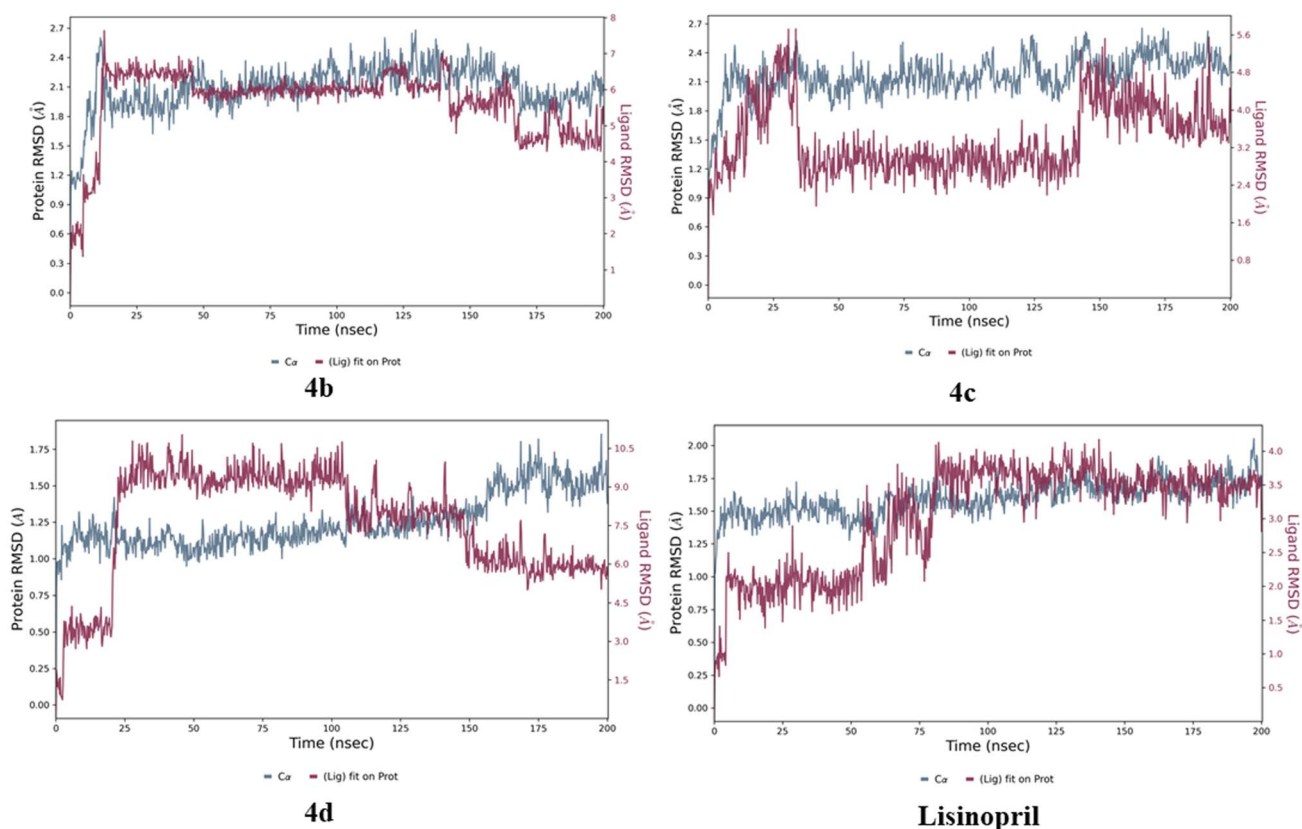 2.7
2.4
2.1
1.8
1.5
1.2
0.9
0.6
0.3
0.0
Protein RMSD (Å)
8
7
6
5
4
3
2
1
Ligand RMSD (Å)
0 25 50 75 100 125 150 175 200
Time (nsec)
Cα (Lig) fit on Prot
4b
2.7
2.4
2.1
1.8
1.5
1.2
0.9
0.6
0.3
0.0
Protein RMSD (Å)
5.6
4.8
4.0
3.2
2.4
1.6
0.8
Ligand RMSD (Å)
0 25 50 75 100 125 150 175 200
Time (nsec)
Cα (Lig) fit on Prot
4c
1.75
1.50
1.25
1.00
0.75
0.50
0.25
0.00
Protein RMSD (Å)
10.5
9.0
7.5
6.0
4.5
3.0
1.5
Ligand RMSD (Å)
0 25 50 75 100 125 150 175 200
Time (nsec)
Cα (Lig) fit on Prot
4d
2.00
1.75
1.50
1.25
1.00
0.75
0.50
0.25
0.00
Protein RMSD (Å)
4.0
3.5
3.0
2.5
2.0
1.5
1.0
0.5
Ligand RMSD (Å)
0 25 50 75 100 125 150 175 200
Time (nsec)
Cα (Lig) fit on Prot
Lisinopril